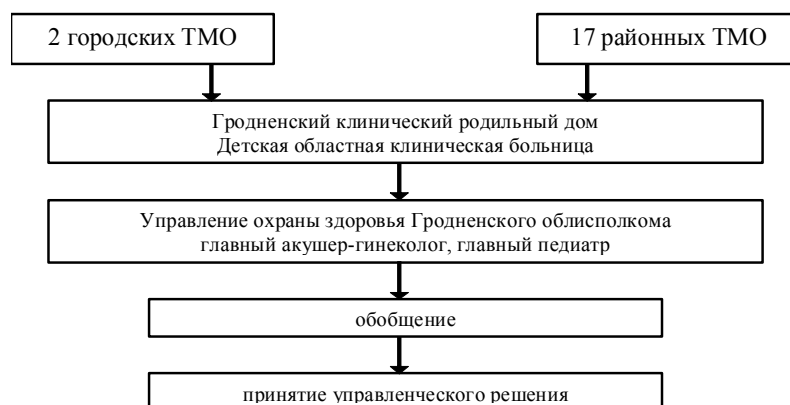 2 городских ТМО
17 районных ТМО
Гродненский клинический родильный дом
Детская областная клиническая больница
Управление охраны здоровья Гродненского облисполкома
главный акушер-гинеколог, главный педиатр
обобщение
принятие управленческого решения